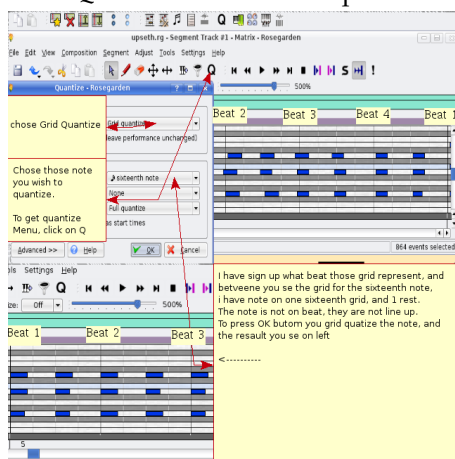 upseth.rg - Segment Track #1 - Matrix - Rosegarden
File Edit View Composition Segment Adjust Tools Settings Help
Q S !
Quantize - Rosegarden
500%
Beat 2 Beat 3 Beat 4 Beat 1
chose Grid Quantize
Grid quantize
leave performance unchanged)
Chose those note
you wish to
quantize.
To get quantize
Menu, click on Q
sixteenth note
None
Full quantize
as start times
Advanced >> Help OK Cancel
864 events selected
ols Settings Help
Q
ize: Off 500%
Beat 1 Beat 2 Beat 3
5
I have sign up what beat those grid represent, and
betveene you se the grid for the sixteenth note,
i have note on one sixteenth grid, and 1 rest.
The note is not on beat, they are not line up.
To press OK butorn you grid quatize the note, and
the resault you se on left
<----------